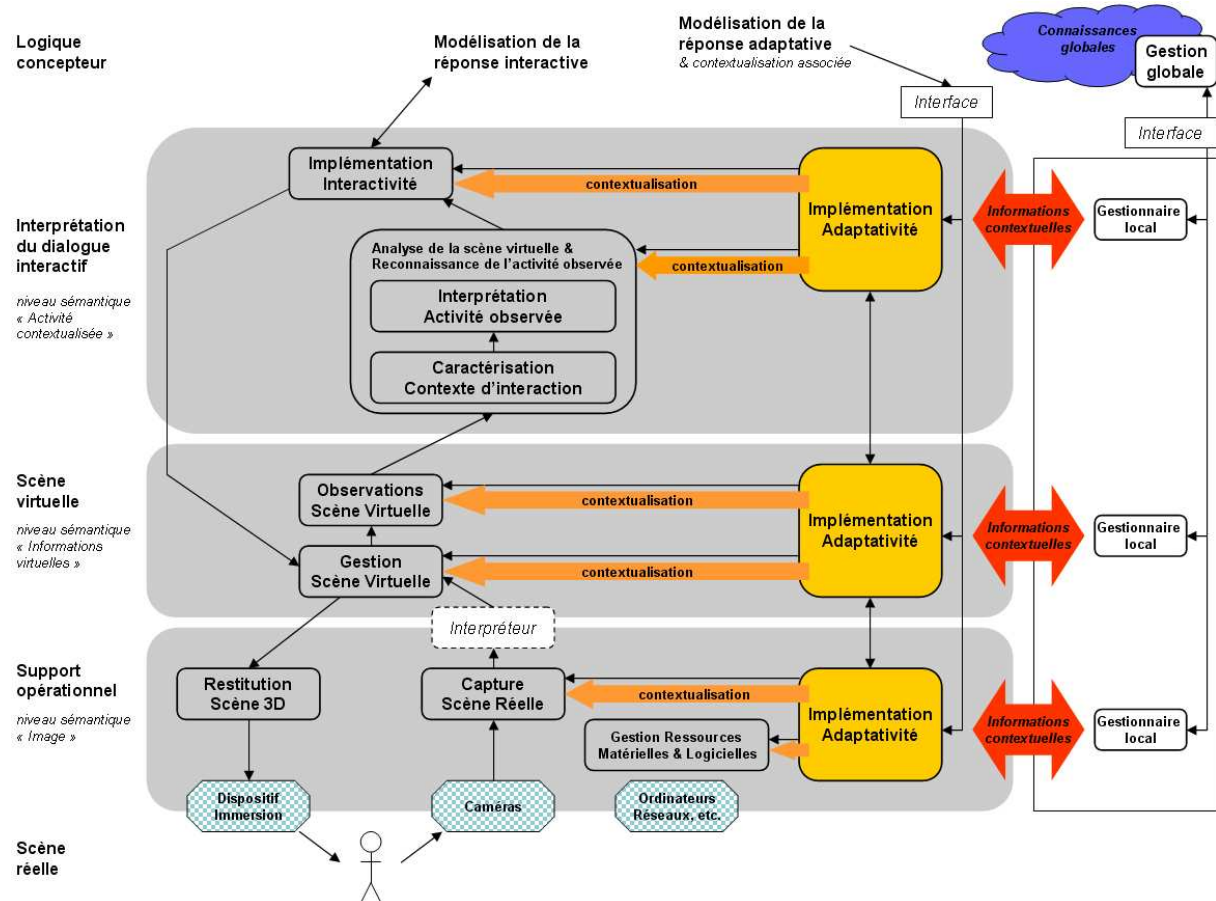 Logique
concepteur
Modélisation de la
réponse interactive
Modélisation de la
réponse adaptative
& contextualisation associée
Connaissances
globales
Gestion
globale
Interface
Interface
Interprétation
du dialogue
interactif
niveau sémantique
« Activité
contextualisée »
Implémentation
Interactivité
contextualisation
Implémentation
Adaptativité
Informations
contextuelles
Gestionnaire
local
Analyse de la scène virtuelle &
Reconnaissance de l'activité observée
contextualisation
Interprétation
Activité observée
Caractérisation
Contexte d'interaction
Scène
virtuelle
niveau sémantique
« Informations
virtuelles »
Observations
Scène Virtuelle
contextualisation
Implémentation
Adaptativité
Informations
contextuelles
Gestionnaire
local
Gestion
Scène Virtuelle
contextualisation
Interpréteur
Support
opérationnel
niveau sémantique
« Image »
Restitution
Scène 3D
Capture
Scène Réelle
contextualisation
Implémentation
Adaptativité
Informations
contextuelles
Gestionnaire
local
Gestion Ressources
Matérielles & Logicielles
Dispositif
Immersion
Caméras
Ordinateurs
Réseaux, etc.
Scène
réelle